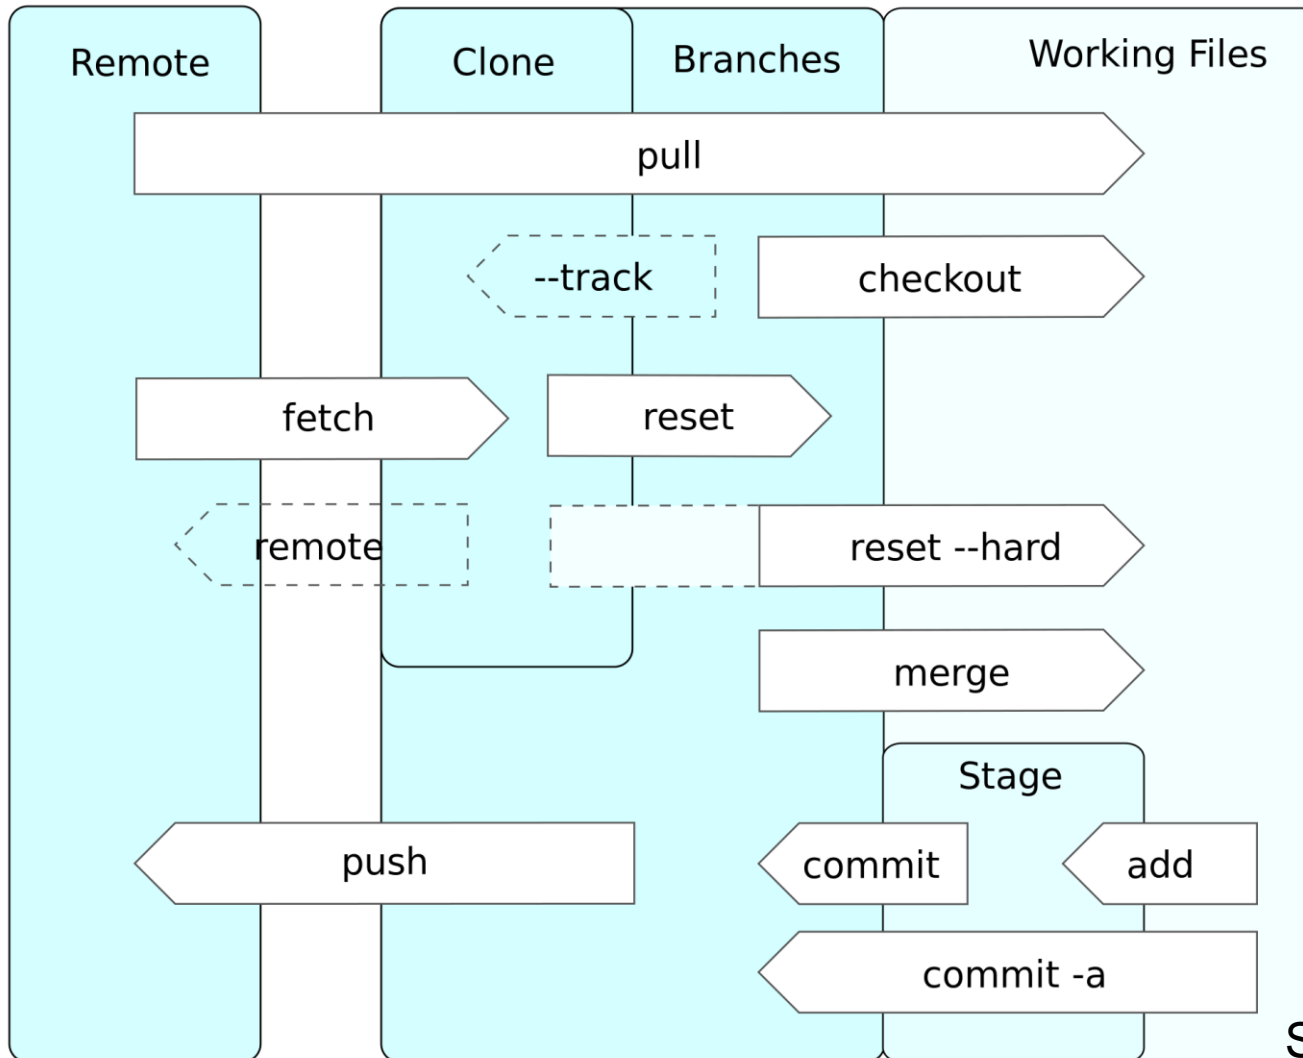 Remote
Clone
Branches
Working Files
pull
--track
checkout
fetch
reset
remote
reset --hard
merge
Stage
push
commit
add
commit -a
S